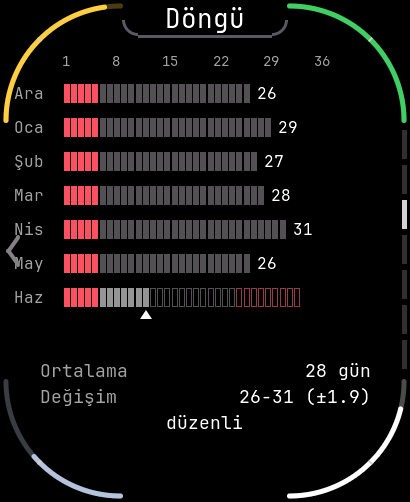 Döngü
1 8 15 22 29 36
Ara 26
Oca 29
Şub 27
Mar 28
Nis 31
May 26
Haz
Ortalama 28 gün
Değişim 26-31 (±1.9)
düzenli